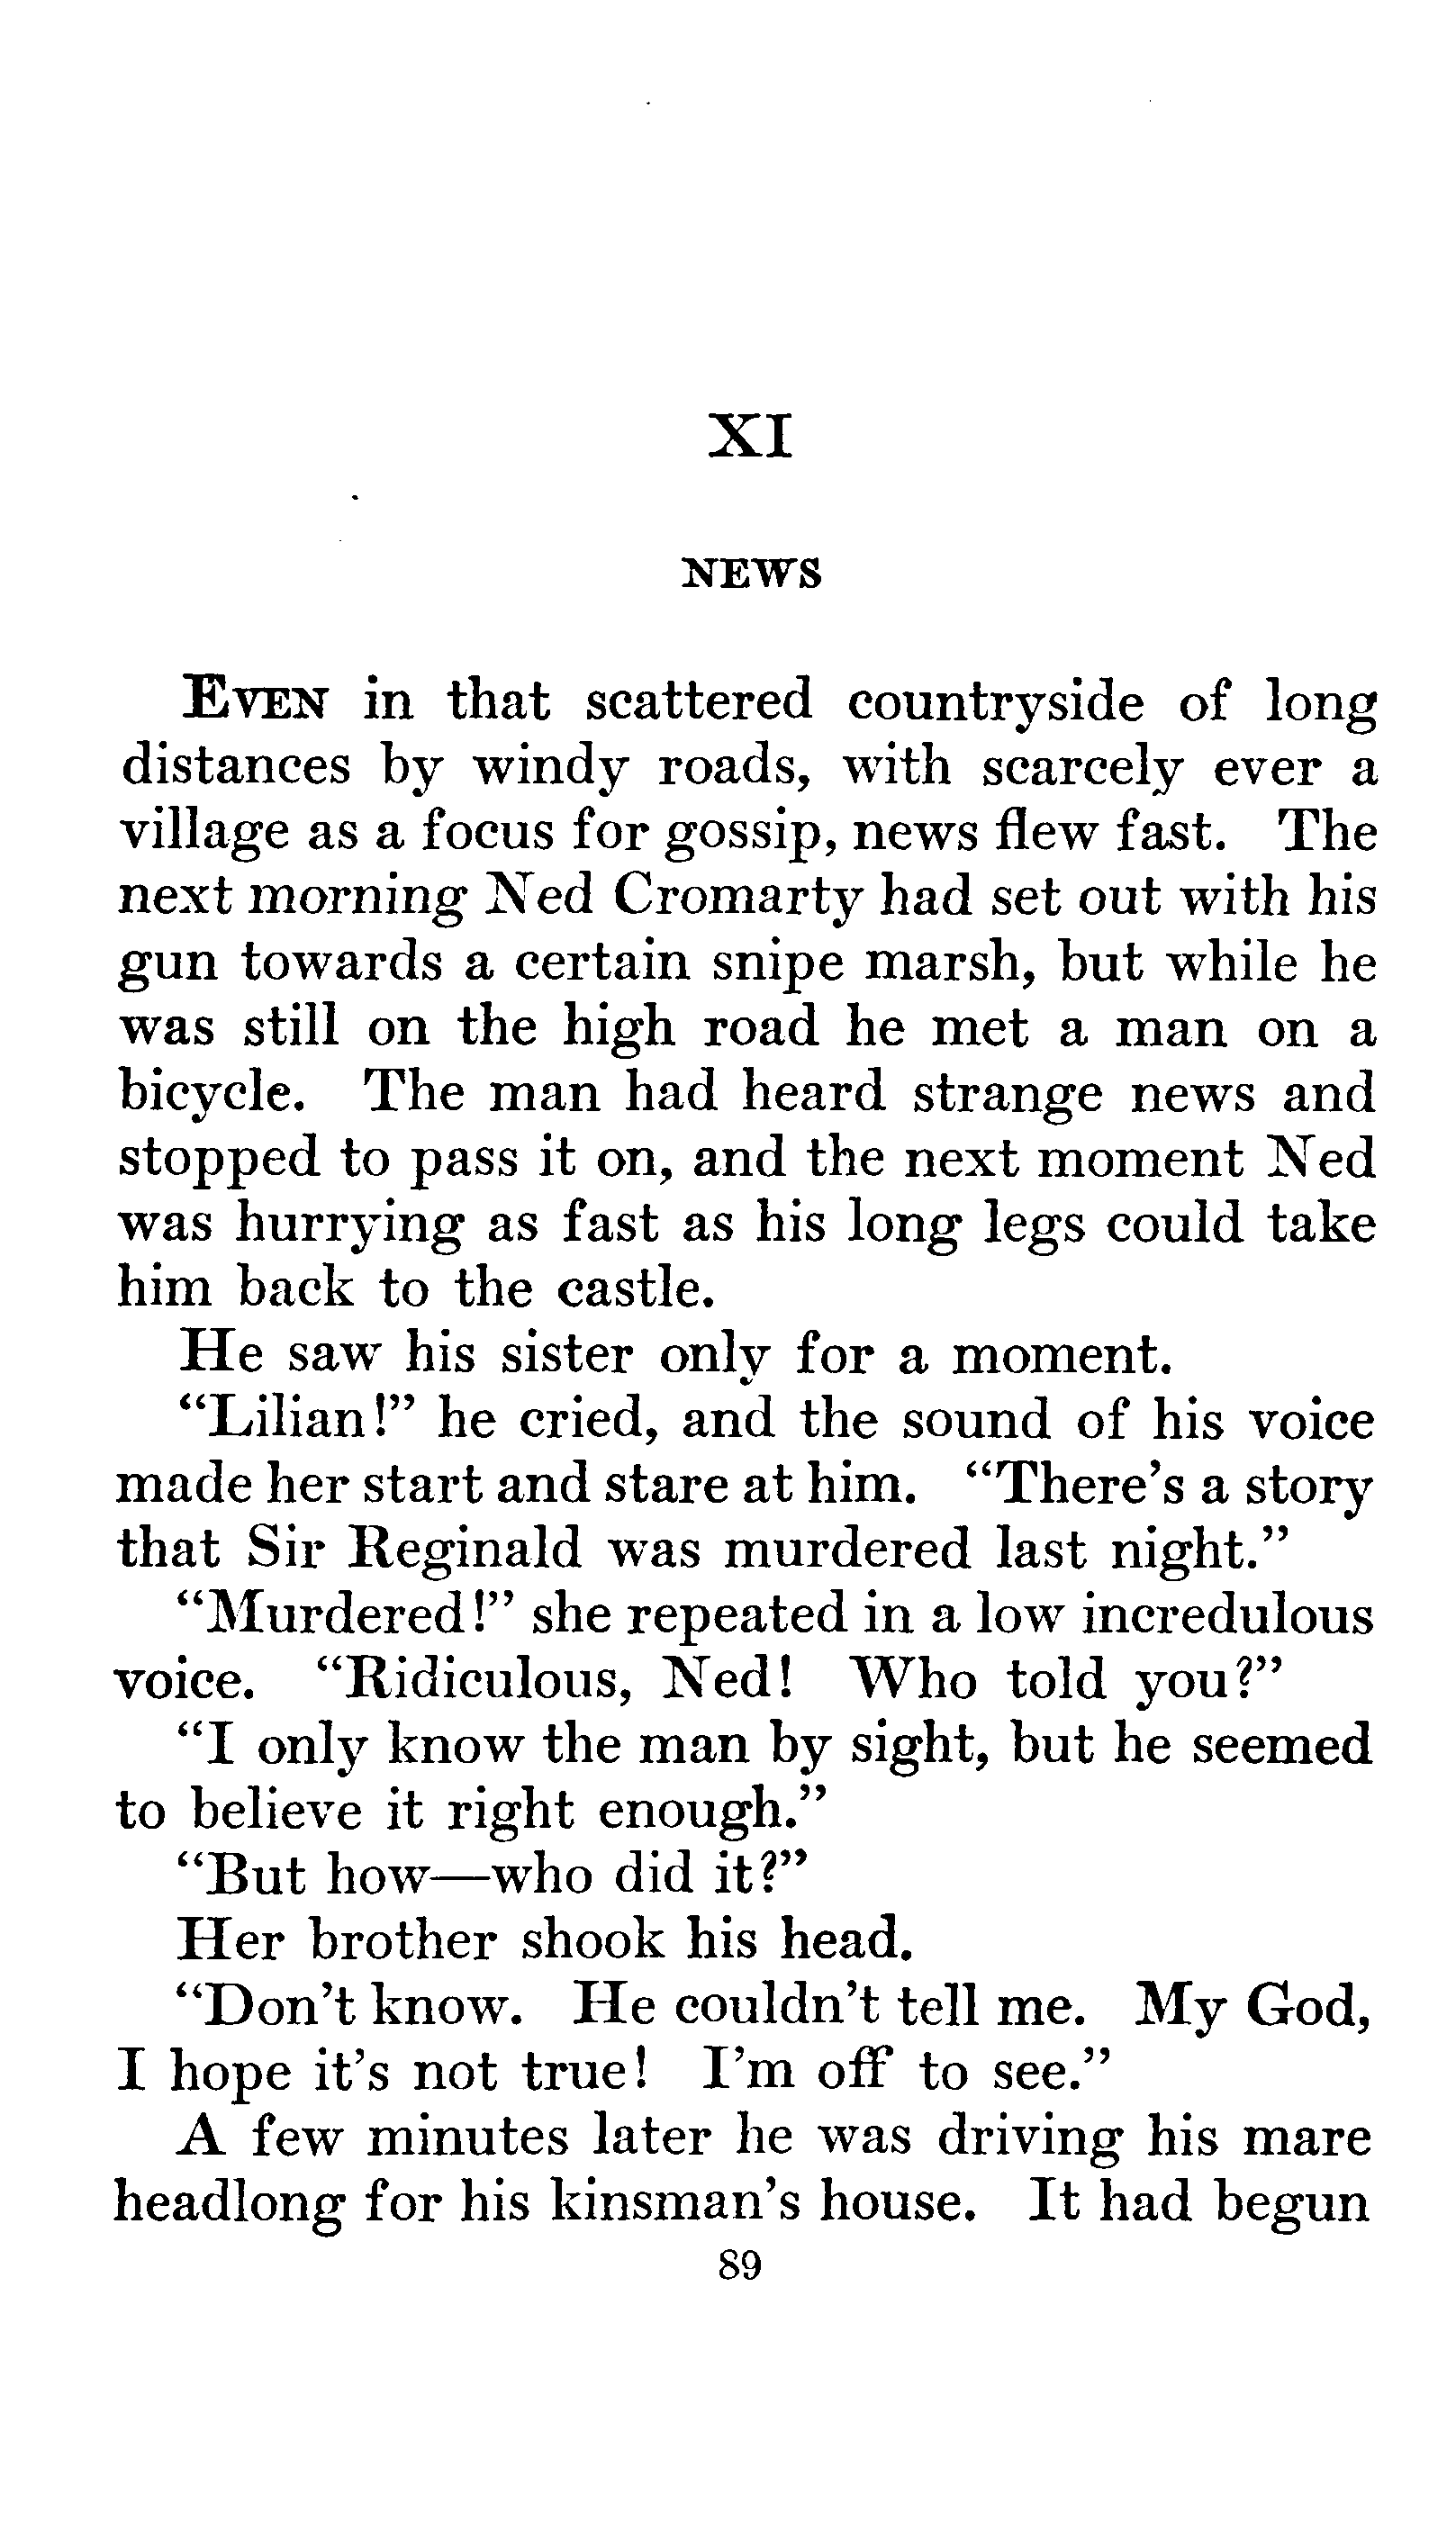 XI
NEWS
EVEN in that scattered countryside of long
distances by windy roads, with scarcely ever a
village as a focus for gossip, news flew fast. The
next morning Ned Cromarty had set out with his
gun towards a certain snipe marsh, but while he
was still on the high road he met a man on a
bicycle. The man had heard strange news and
stopped to pass it on, and the next moment Ned
was hurrying as fast as his long legs could take
him back to the castle.
He saw his sister only for a moment.
“Lilian!” he cried, and the sound of his voice
made her start and stare at him. “There's a story
that Sir Reginald was murdered last night.”
“Murdered!” she repeated in a low incredulous
voice. “Ridiculous, Ned! Who told you?”
“I only know the man by sight, but he seemed
to believe it right enough.”
“But how—who did it?”
Her brother shook his head.
“Don't know. He couldn't tell me. My God,
I hope it's not true! I'm off to see.”
A few minutes later he was driving his mare
headlong for his kinsman's house. It had begun
89